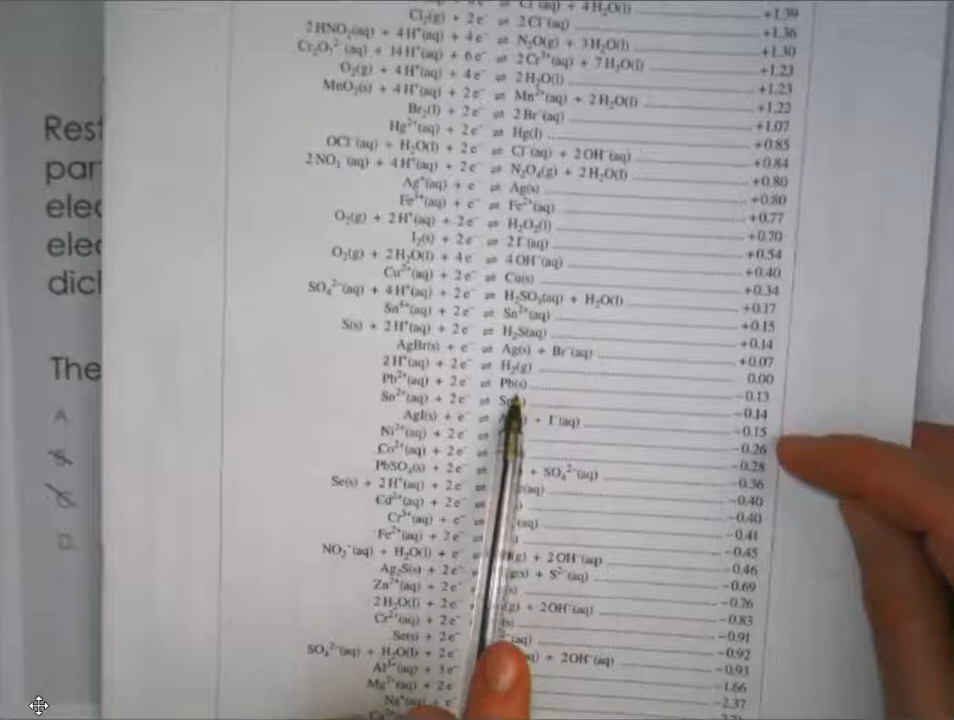 Cl⁻(aq) + 4H₂O(l) +1.39
Cl₂(g) + 2e⁻ ⇌ 2Cl⁻(aq) +1.36
2HNO₂(aq) + 4H⁺(aq) + 4e⁻ ⇌ N₂O(g) + 3H₂O(l) +1.30
Cr₂O₇²⁻(aq) + 14H⁺(aq) + 6e⁻ ⇌ 2Cr³⁺(aq) + 7H₂O(l) +1.23
O₂(g) + 4H⁺(aq) + 4e⁻ ⇌ 2H₂O(l) +1.23
MnO₂(s) + 4H⁺(aq) + 2e⁻ ⇌ Mn²⁺(aq) + 2H₂O(l) +1.22
Br₂(l) + 2e⁻ ⇌ 2Br⁻(aq) +1.07
Hg²⁺(aq) + 2e⁻ ⇌ Hg(l) +0.85
OCl⁻(aq) + H₂O(l) + 2e⁻ ⇌ Cl⁻(aq) + 2OH⁻(aq) +0.84
2NO₃⁻(aq) + 4H⁺(aq) + 2e⁻ ⇌ N₂O₄(g) + 2H₂O(l) +0.80
Ag⁺(aq) + e⁻ ⇌ Ag(s) +0.80
Fe³⁺(aq) + e⁻ ⇌ Fe²⁺(aq) +0.77
O₂(g) + 2H⁺(aq) + 2e⁻ ⇌ H₂O₂(l) +0.70
I₂(s) + 2e⁻ ⇌ 2I⁻(aq) +0.54
O₂(g) + 2H₂O(l) + 4e⁻ ⇌ 4OH⁻(aq) +0.40
Cu²⁺(aq) + 2e⁻ ⇌ Cu(s) +0.34
SO₄²⁻(aq) + 4H⁺(aq) + 2e⁻ ⇌ H₂SO₃(aq) + H₂O(l) +0.17
Sn⁴⁺(aq) + 2e⁻ ⇌ Sn²⁺(aq) +0.15
S(s) + 2H⁺(aq) + 2e⁻ ⇌ H₂S(aq) +0.14
AgBr(s) + e⁻ ⇌ Ag(s) + Br⁻(aq) +0.07
2H⁺(aq) + 2e⁻ ⇌ H₂(g) 0.00
Pb²⁺(aq) + 2e⁻ ⇌ Pb(s) −0.13
Sn²⁺(aq) + 2e⁻ ⇌ −0.14
AgI(s) + e⁻ ⇌ + I⁻(aq) −0.15
Ni²⁺(aq) + 2e⁻ ⇌ −0.26
Co²⁺(aq) + 2e⁻ ⇌ −0.28
PbSO₄(s) + 2e⁻ ⇌ + SO₄²⁻(aq) −0.36
Se(s) + 2H⁺(aq) + 2e⁻ ⇌ (aq) −0.40
Cd²⁺(aq) + 2e⁻ ⇌ −0.40
Cr³⁺(aq) + e⁻ ⇌ (aq) −0.41
Fe²⁺(aq) + 2e⁻ ⇌ −0.45
NO₃⁻(aq) + H₂O(l) + e⁻ (g) + 2OH⁻(aq) −0.46
Ag₂S(s) + 2e⁻ g(s) + S²⁻(aq) −0.69
Zn²⁺(aq) + 2e⁻ (s) −0.76
2H₂O(l) + 2e⁻ (g) + 2OH⁻(aq) −0.83
Cr²⁺(aq) + 2e⁻ (s) −0.91
Se(s) + 2e⁻ (aq) −0.92
SO₄²⁻(aq) + H₂O(l) + 2e⁻ (aq) + 2OH⁻(aq) −0.93
Al³⁺(aq) + 3e⁻ −1.66
Mg²⁺(aq) + 2e⁻ −2.37
Na⁺(aq) + e⁻
Rest
par
elec
elec
dich
The
A.
D.